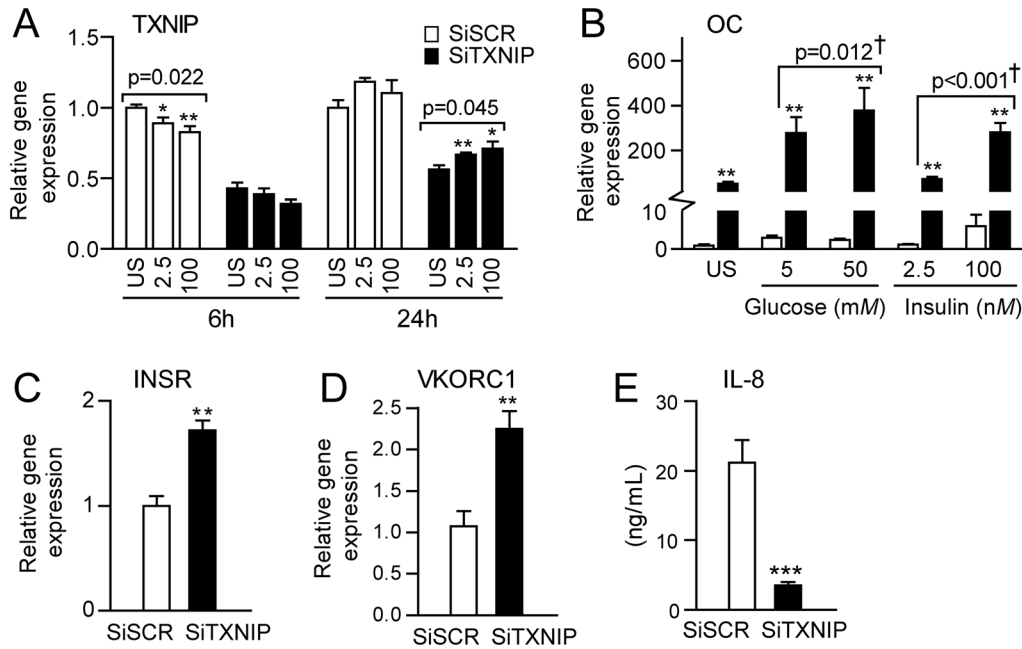 A
TXNIP
SiSCR
SiTXNIP
Relative gene
expression
1.5
1.0
0.5
0.0
p=0.022
*
**
p=0.045
**
*
US
2.5
100
US
2.5
100
US
2.5
100
US
2.5
100
6h
24h
B
OC
Relative gene
expression
600
400
200
10
0
p=0.012†
p<0.001†
**
**
**
**
**
US
5
50
2.5
100
Glucose (mM)
Insulin (nM)
C
INSR
Relative gene
expression
2
1
0
**
SiSCR
SiTXNIP
D
VKORC1
Relative gene
expression
2.5
2.0
1.5
1.0
0.5
0.0
**
SiSCR
SiTXNIP
E
IL-8
(ng/mL)
30
20
10
0
***
SiSCR
SiTXNIP